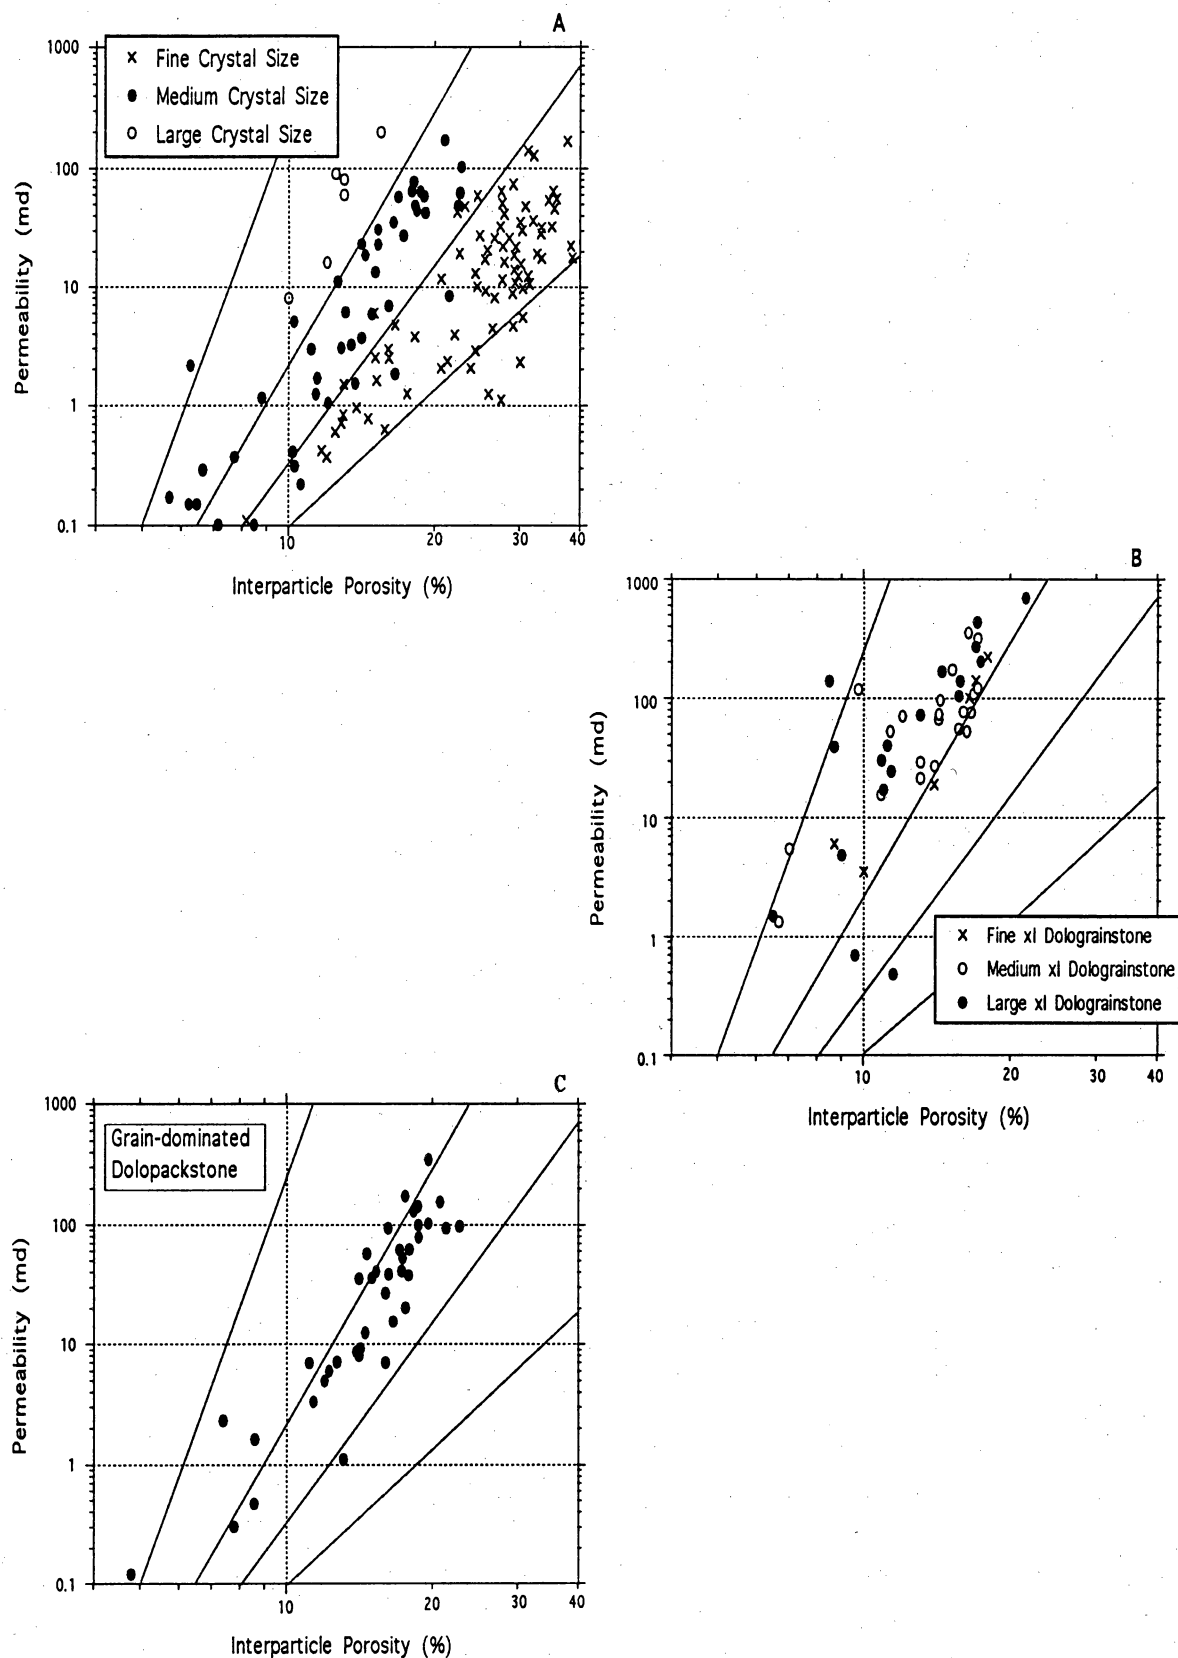 A
1000
x Fine Crystal Size
Medium Crystal Size
Large Crystal Size
100
10
1
0.1
10
20
30
40
Permeability (md)
Interparticle Porosity (%)
B
1000
100
10
1
0.1
x Fine xl Dolograinstone
Medium xl Dolograinstone
Large xl Dolograinstone
10
20
30
40
Permeability (md)
Interparticle Porosity (%)
C
1000
Grain-dominated
Dolopackstone
100
10
1
0.1
10
20
30
40
Permeability (md)
Interparticle Porosity (%)